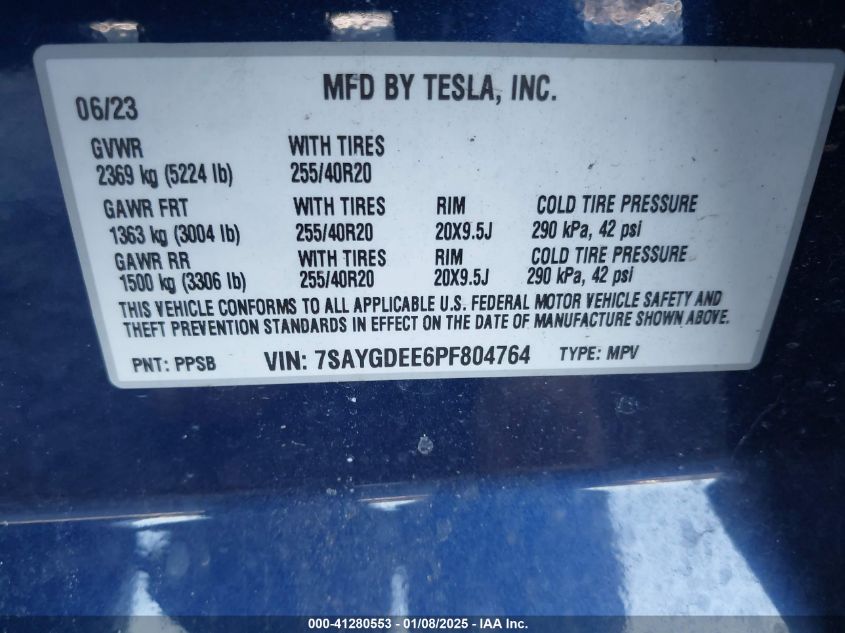 MFD BY TESLA, INC.
06/23
GVWR WITH TIRES
2369 kg (5224 lb) 255/40R20
GAWR FRT WITH TIRES RIM COLD TIRE PRESSURE
1363 kg (3004 lb) 255/40R20 20X9.5J 290 kPa, 42 psi
GAWR RR WITH TIRES RIM COLD TIRE PRESSURE
1500 kg (3306 lb) 255/40R20 20X9.5J 290 kPa, 42 psi
THIS VEHICLE CONFORMS TO ALL APPLICABLE U.S. FEDERAL MOTOR VEHICLE SAFETY AND
THEFT PREVENTION STANDARDS IN EFFECT ON THE DATE OF MANUFACTURE SHOWN ABOVE.
PNT: PPSB VIN: 7SAYGDEE6PF804764 TYPE: MPV
000-41280553 - 01/08/2025 - IAA Inc.